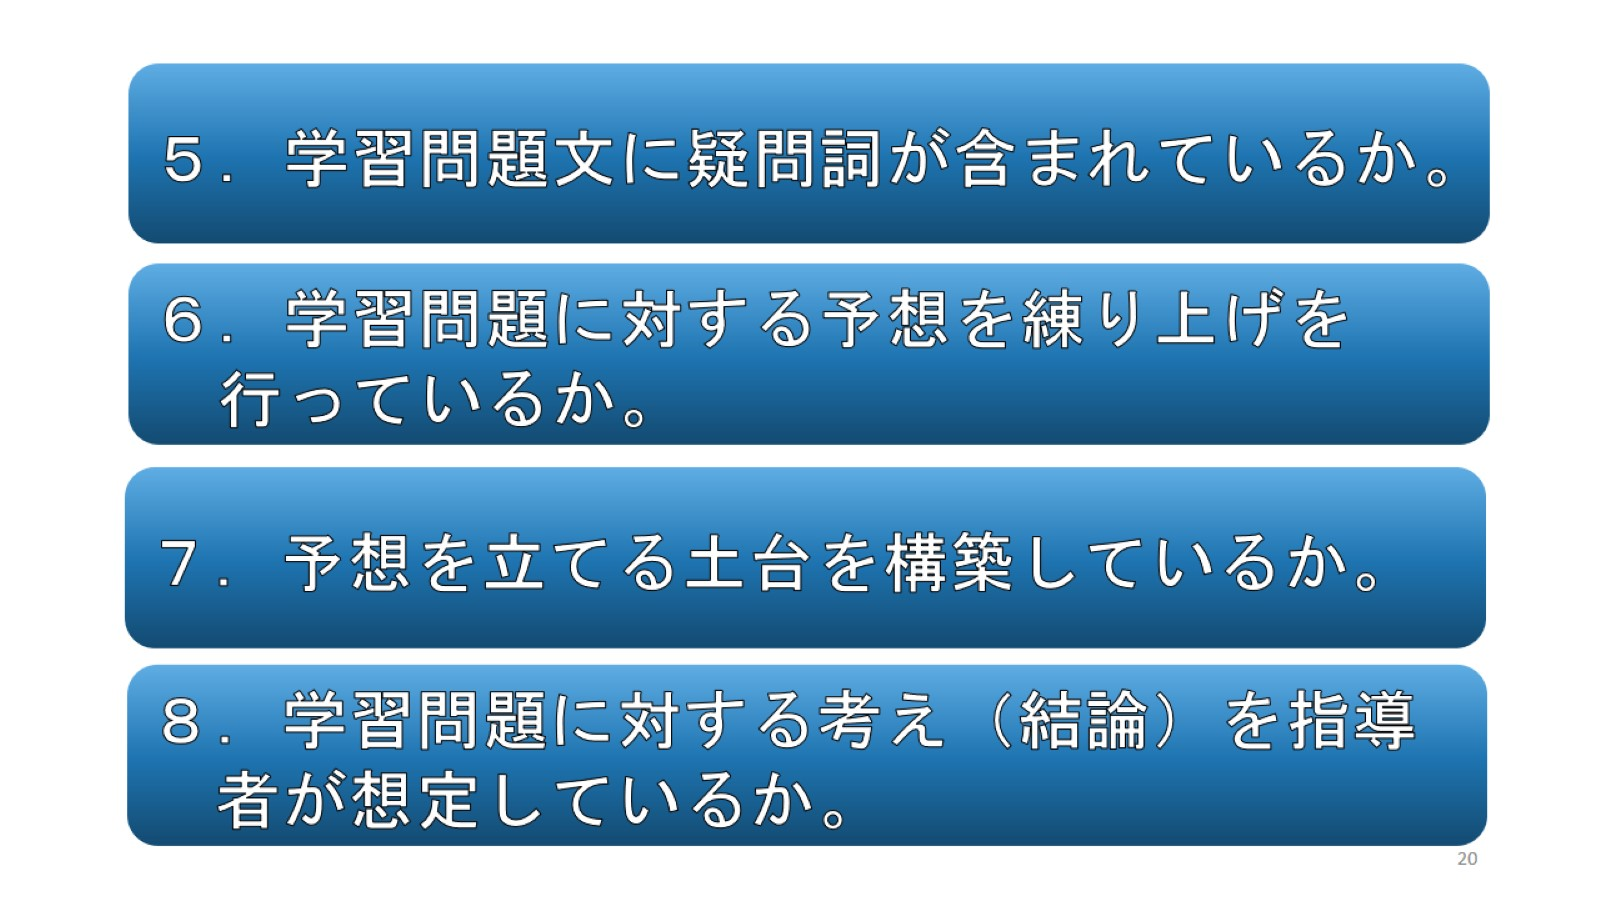 ５．学習問題文に疑問詞が含まれているか。
６．学習問題に対する予想を練り上げを
行っているか。
７．予想を立てる土台を構築しているか。
８．学習問題に対する考え（結論）を指導
者が想定しているか。
20